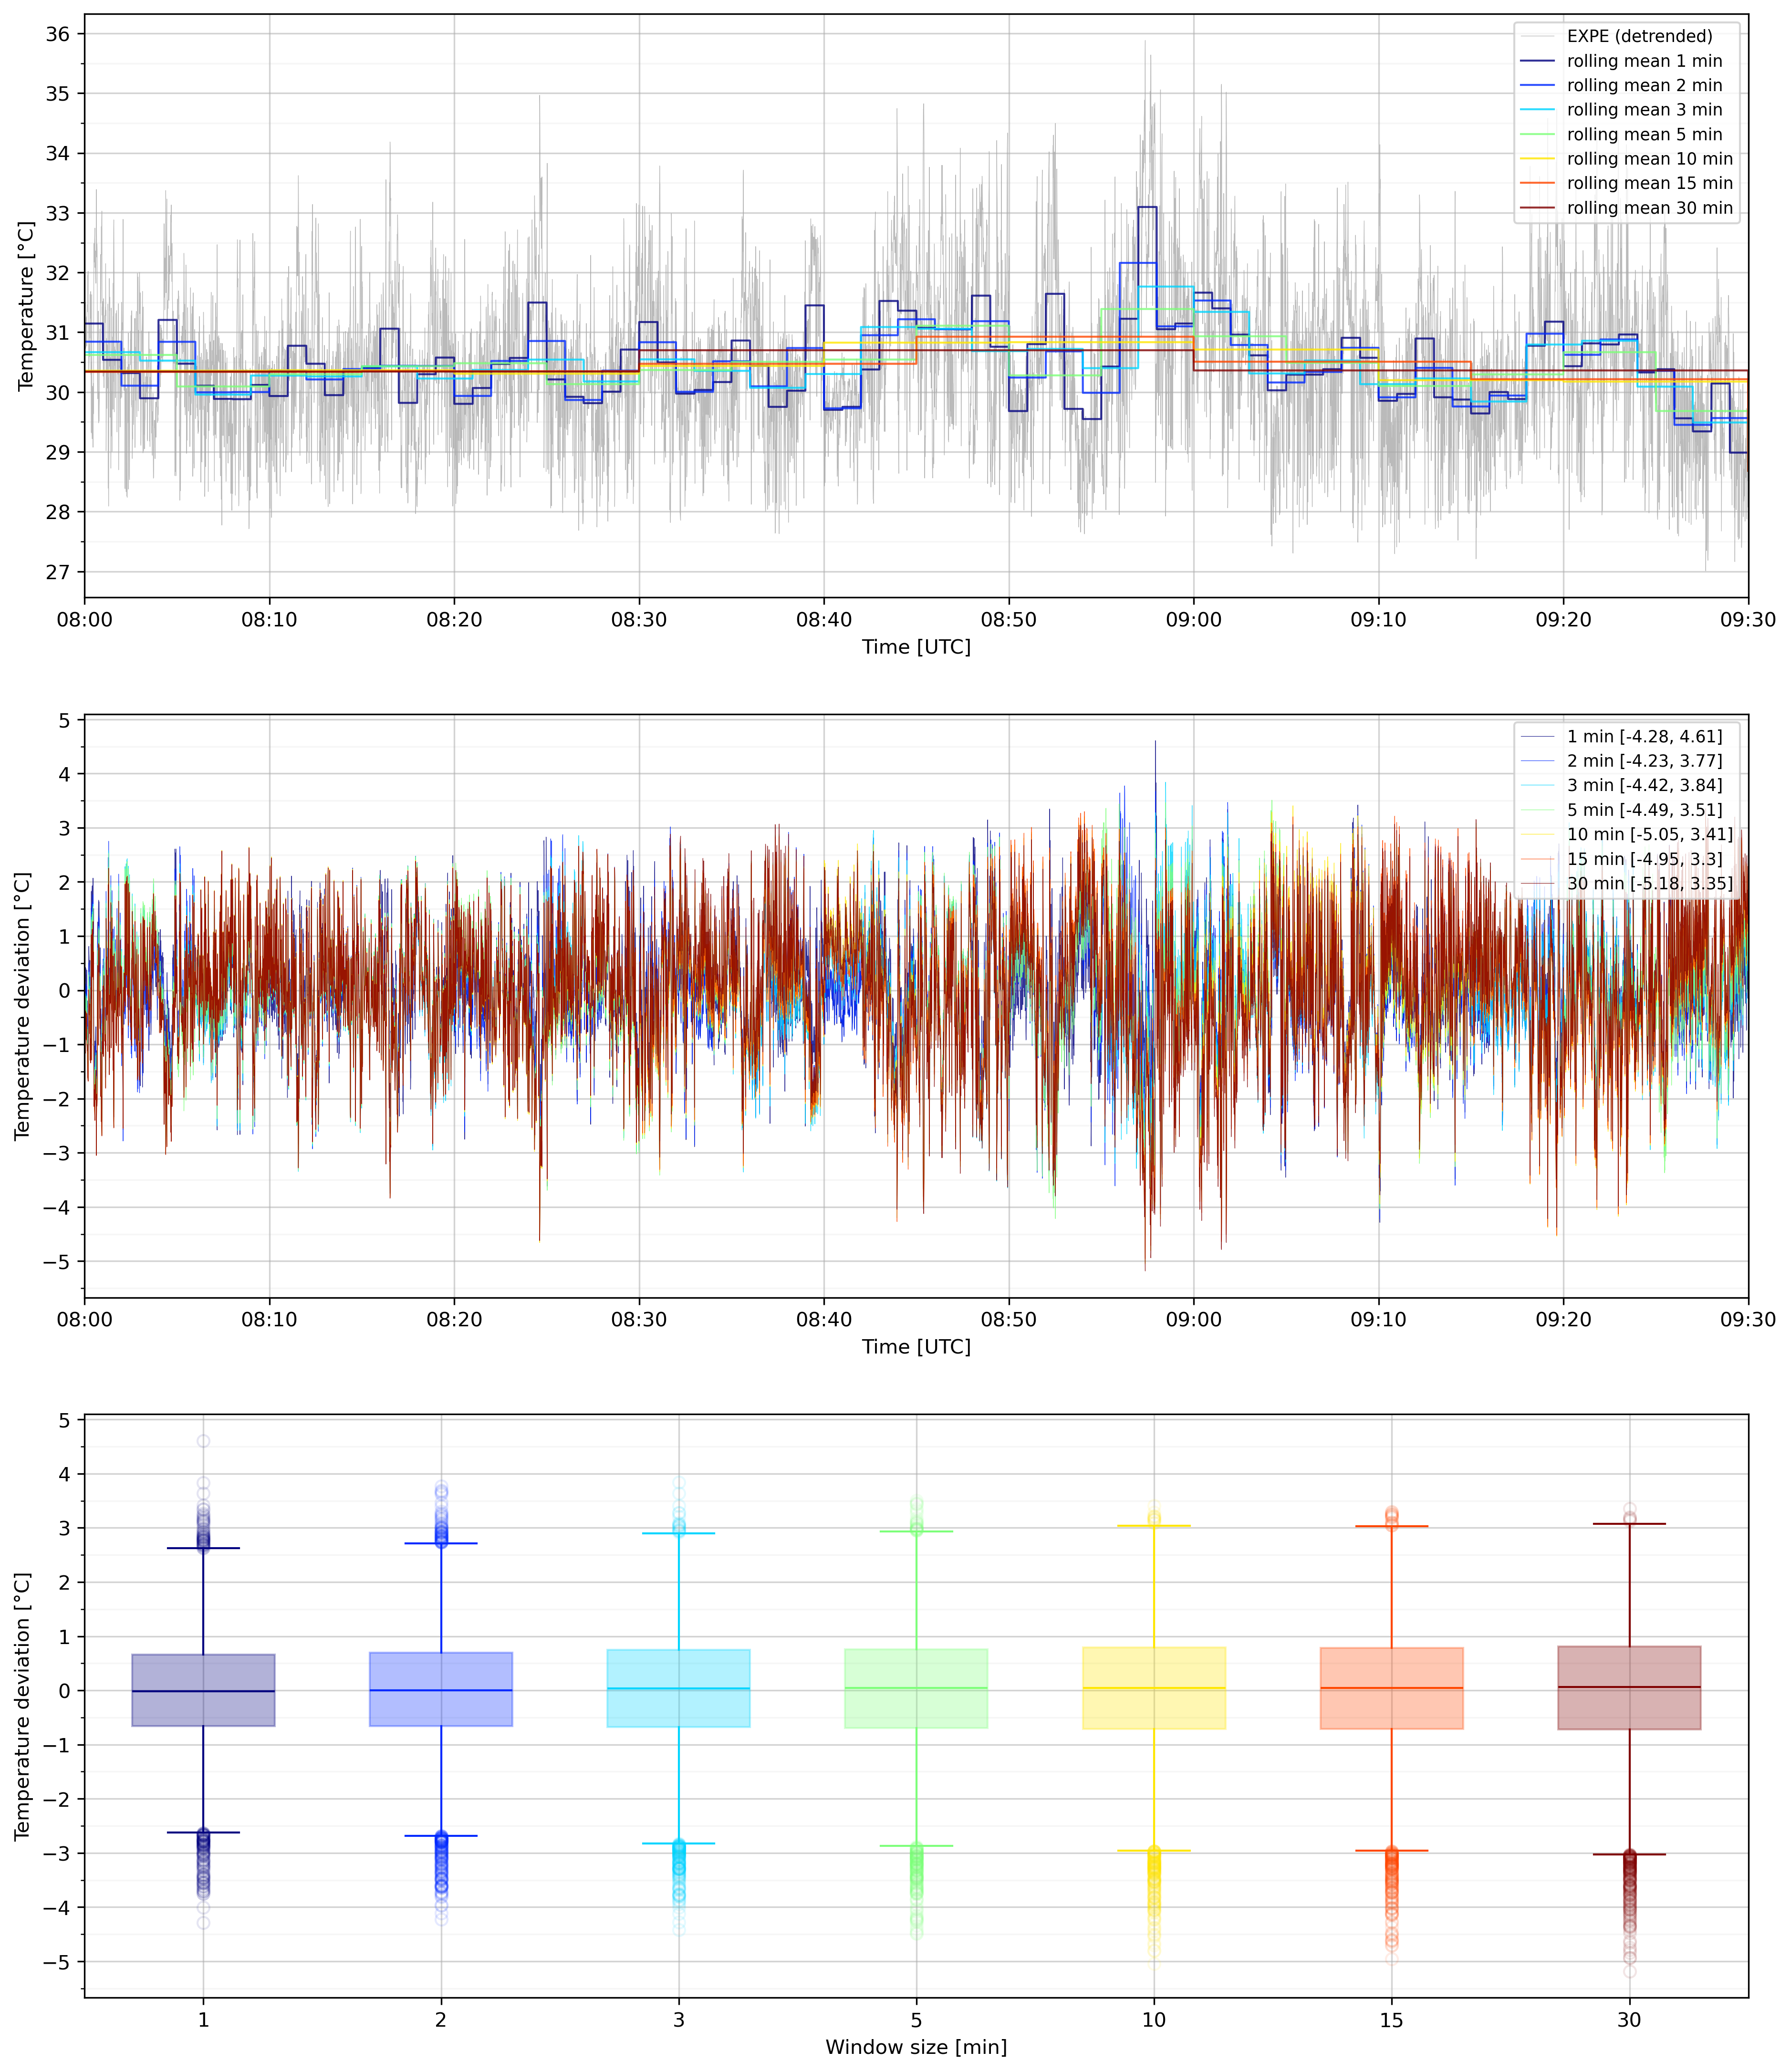 36
35
34
33
32
31
30
29
28
27
Temperature [°C]
EXPE (detrended)
rolling mean 1 min
rolling mean 2 min
rolling mean 3 min
rolling mean 5 min
rolling mean 10 min
rolling mean 15 min
rolling mean 30 min
08:00 08:10 08:20 08:30 08:40 08:50 09:00 09:10 09:20 09:30
Time [UTC]
5
4
3
2
1
0
−1
−2
−3
−4
−5
Temperature deviation [°C]
1 min [-4.28, 4.61]
2 min [-4.23, 3.77]
3 min [-4.42, 3.84]
5 min [-4.49, 3.51]
10 min [-5.05, 3.41]
15 min [-4.95, 3.3]
30 min [-5.18, 3.35]
08:00 08:10 08:20 08:30 08:40 08:50 09:00 09:10 09:20 09:30
Time [UTC]
5
4
3
2
1
0
−1
−2
−3
−4
−5
Temperature deviation [°C]
1 2 3 5 10 15 30
Window size [min]